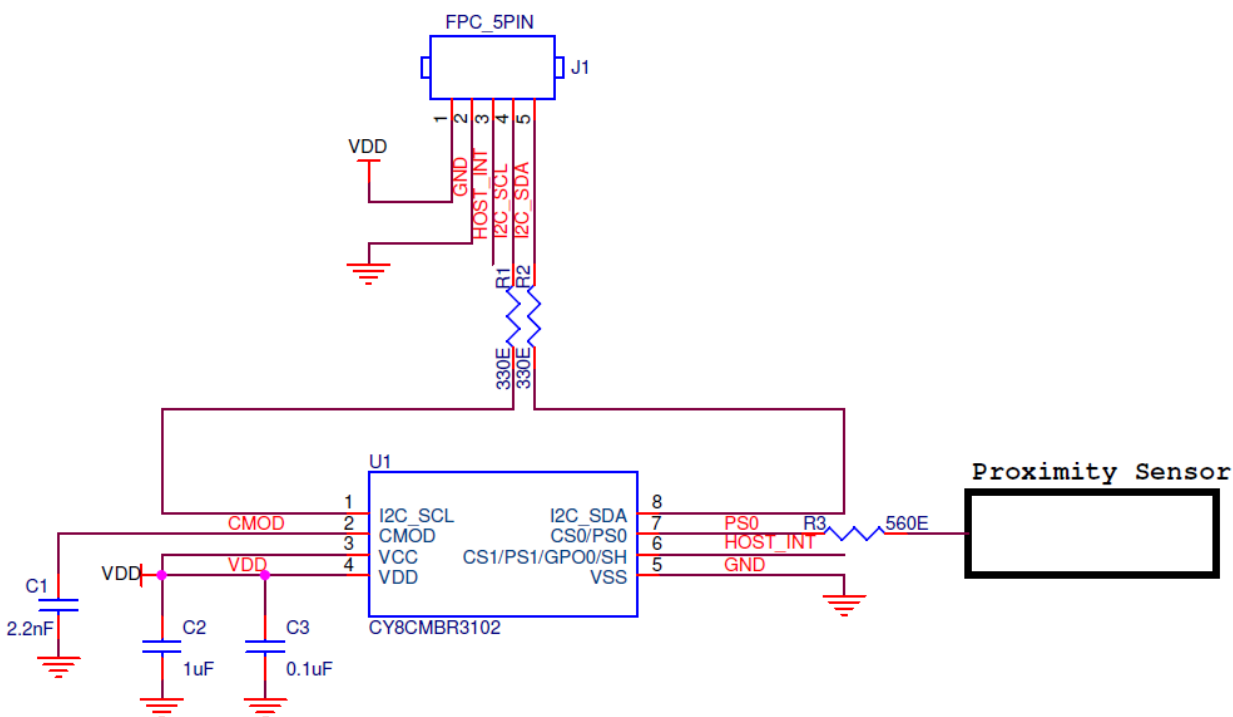 FPC_5PIN
J1
1
2
3
4
5
VDD
GND
HOST_INT
I2C_SCL
I2C_SDA
R1
R2
330E
330E
U1
Proximity Sensor
1
I2C_SCL
I2C_SDA
8
CMOD
2
CMOD
CS0/PS0
7
PS0
R3
560E
3
VCC
CS1/PS1/GPO0/SH
6
HOST_INT
VDD
VDD
4
VDD
VSS
5
GND
C1
2.2nF
C2
1uF
C3
0.1uF
CY8CMBR3102